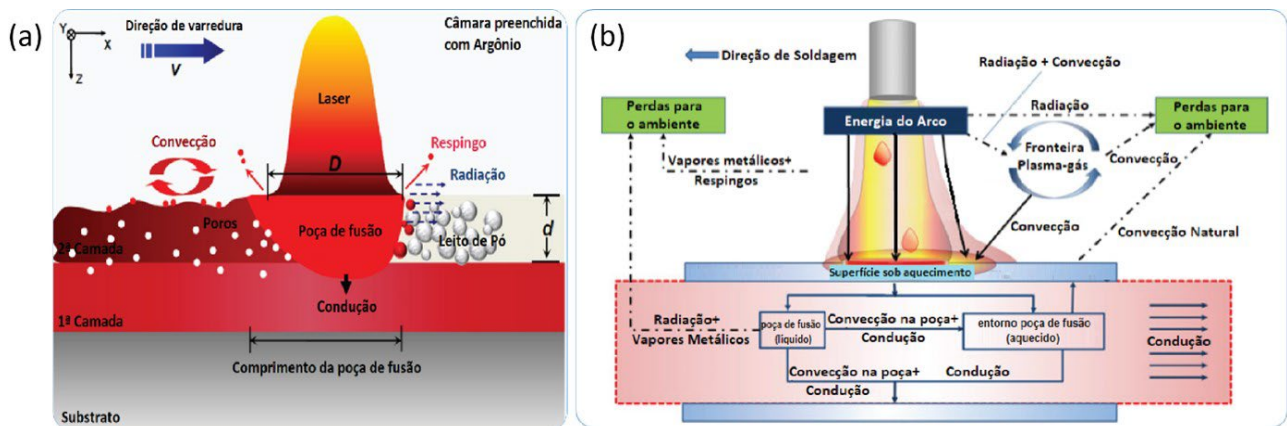 (a)
Y
X
Z
Direção de varredura
V
Câmara preenchida
com Argônio
Laser
Convecção
Respingo
D
Radiação
Poros
Poça de fusão
Leito de Pó
d
2ª Camada
Condução
1ª Camada
Comprimento da poça de fusão
Substrato
(b)
Direção de Soldagem
Radiação + Convecção
Perdas para
o ambiente
Energia do Arco
Radiação
Perdas para
o ambiente
Fronteira
Plasma-gás
Convecção
Vapores metálicos+
Respingos
Convecção
Convecção Natural
Superfície sob aquecimento
Radiação+
Vapores Metálicos
poça de fusão
(líquido)
Convecção na poça+
Condução
entorno poça de fusão
(aquecido)
Condução
Convecção na poça+
Condução
Condução